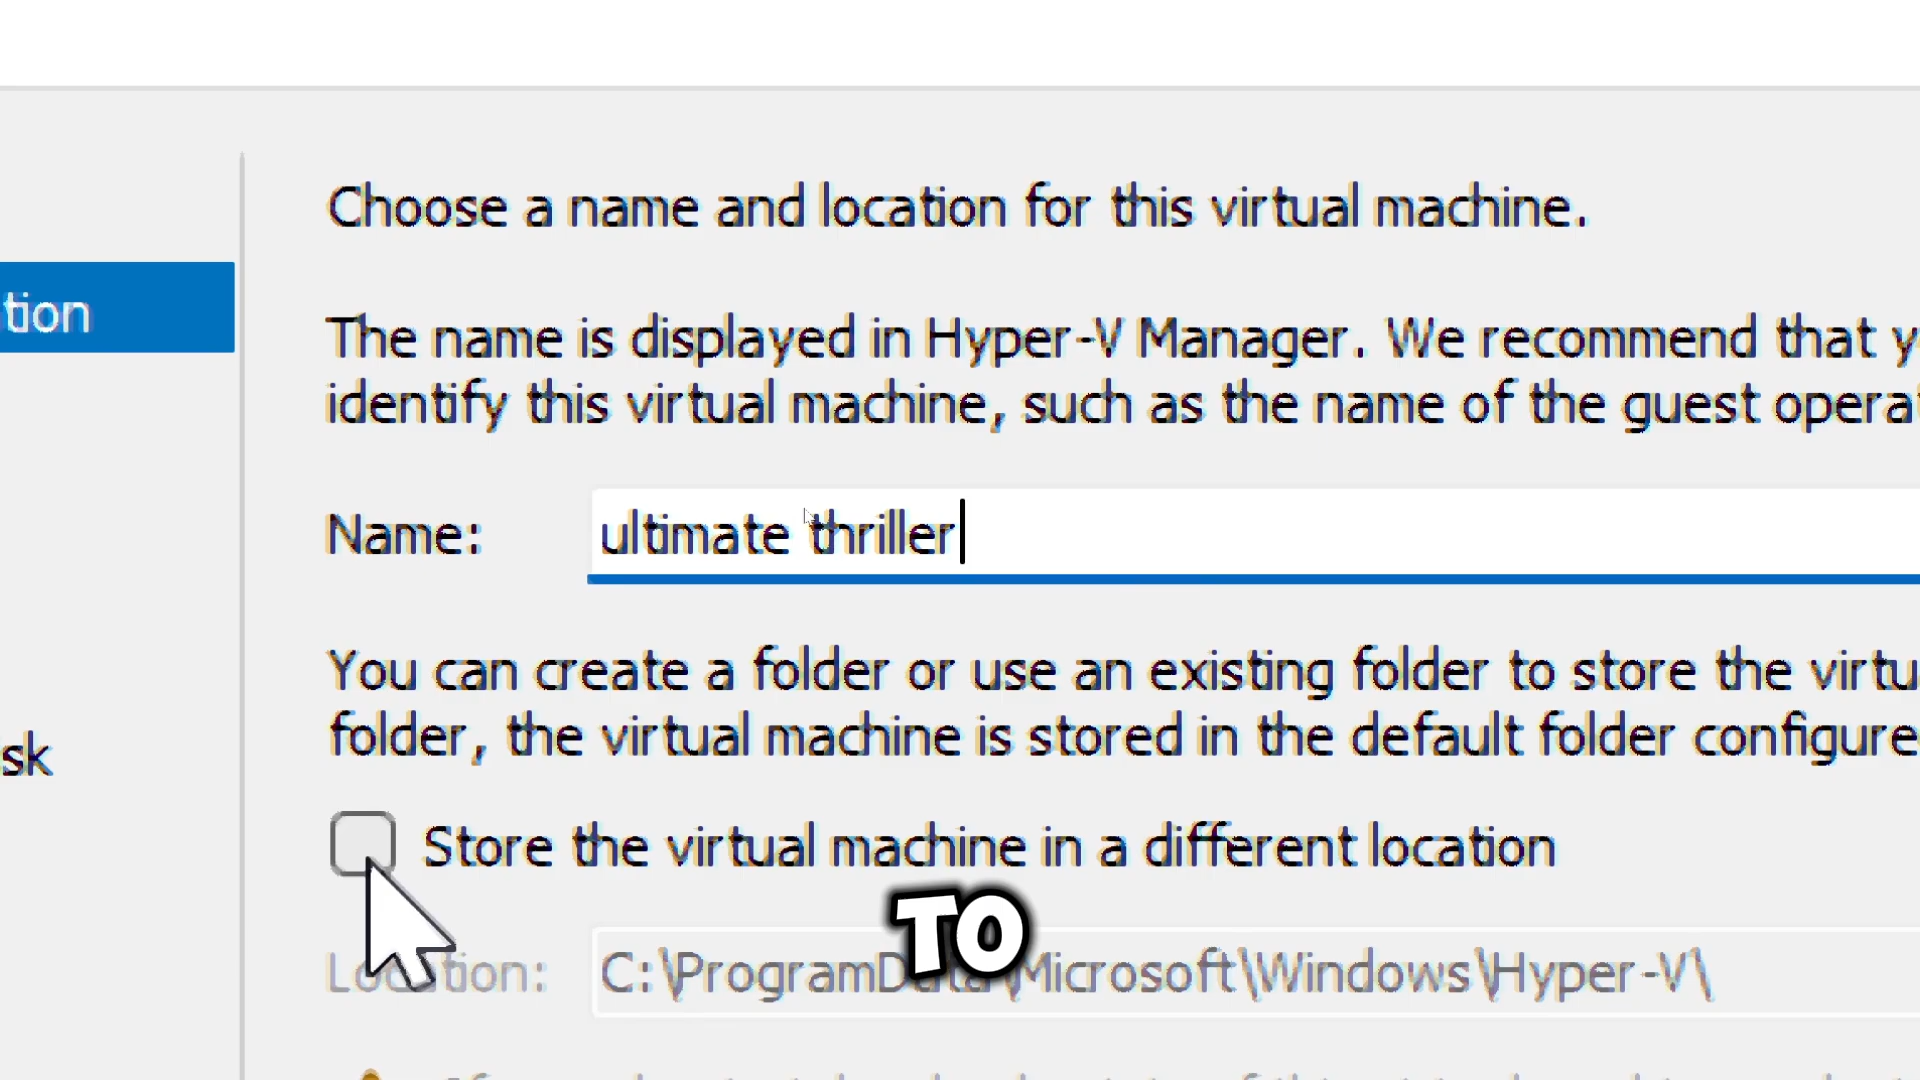 Choose a name and location for this virtual machine.
tion
The name is displayed in Hyper-V Manager. We recommend that y
identify this virtual machine, such as the name of the guest opera
Name: ultimate thriller
You can create a folder or use an existing folder to store the virtu
folder, the virtual machine is stored in the default folder configure
sk
Store the virtual machine in a different location
TO
Location: C:\ProgramData\Microsoft\Windows\Hyper-V\